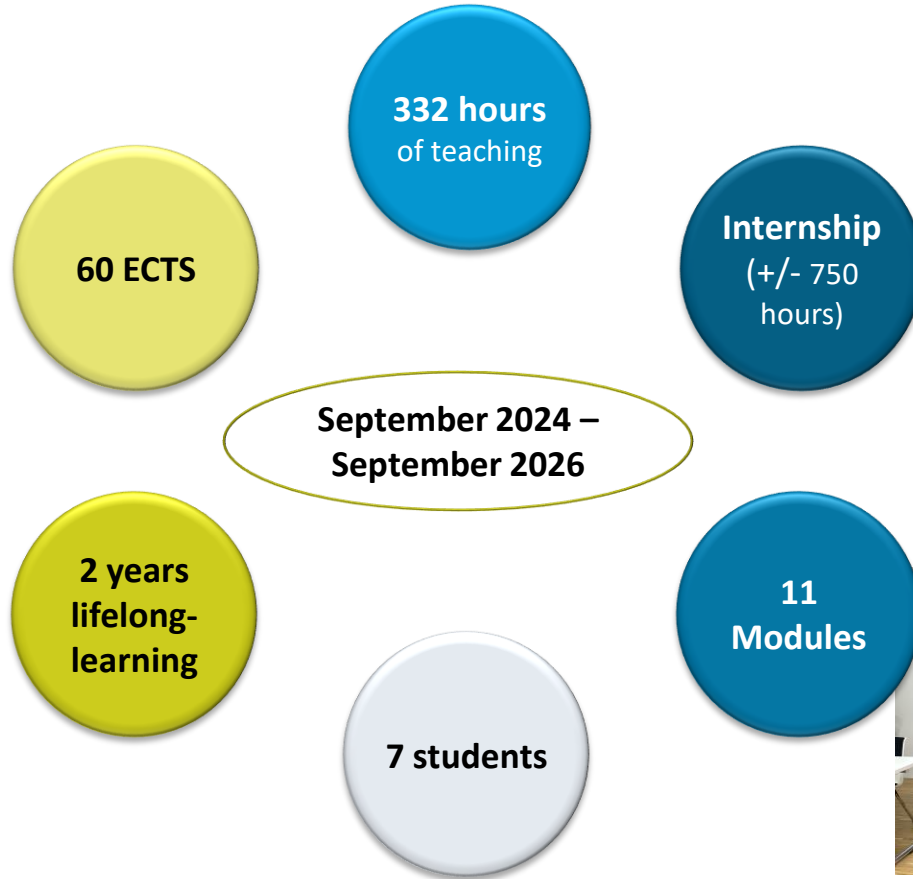 332 hours
of teaching
60 ECTS
Internship
(+/- 750
hours)
September 2024 –
September 2026
2 years
lifelong-
learning
11
Modules
7 students